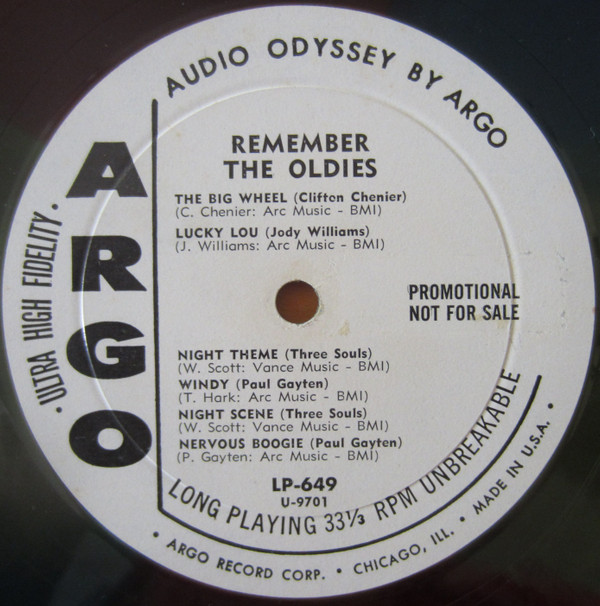 AUDIO ODYSSEY BY ARGO
ARGO
· ULTRA HIGH FIDELITY ·
REMEMBER
THE OLDIES
THE BIG WHEEL (Clifton Chenier)
(C. Chenier: Arc Music - BMI)
LUCKY LOU (Jody Williams)
(J. Williams: Arc Music - BMI)
PROMOTIONAL
NOT FOR SALE
NIGHT THEME (Three Souls)
(W. Scott: Vance Music - BMI)
WINDY (Paul Gayten)
(T. Hark: Arc Music - BMI)
NIGHT SCENE (Three Souls)
(W. Scott: Vance Music - BMI)
NERVOUS BOOGIE (Paul Gayten)
(P. Gayten: Arc Music - BMI)
LP-649
U-9701
LONG PLAYING 33⅓ RPM UNBREAKABLE
• ARGO RECORD CORP. • CHICAGO, ILL. • MADE IN U.S.A. •